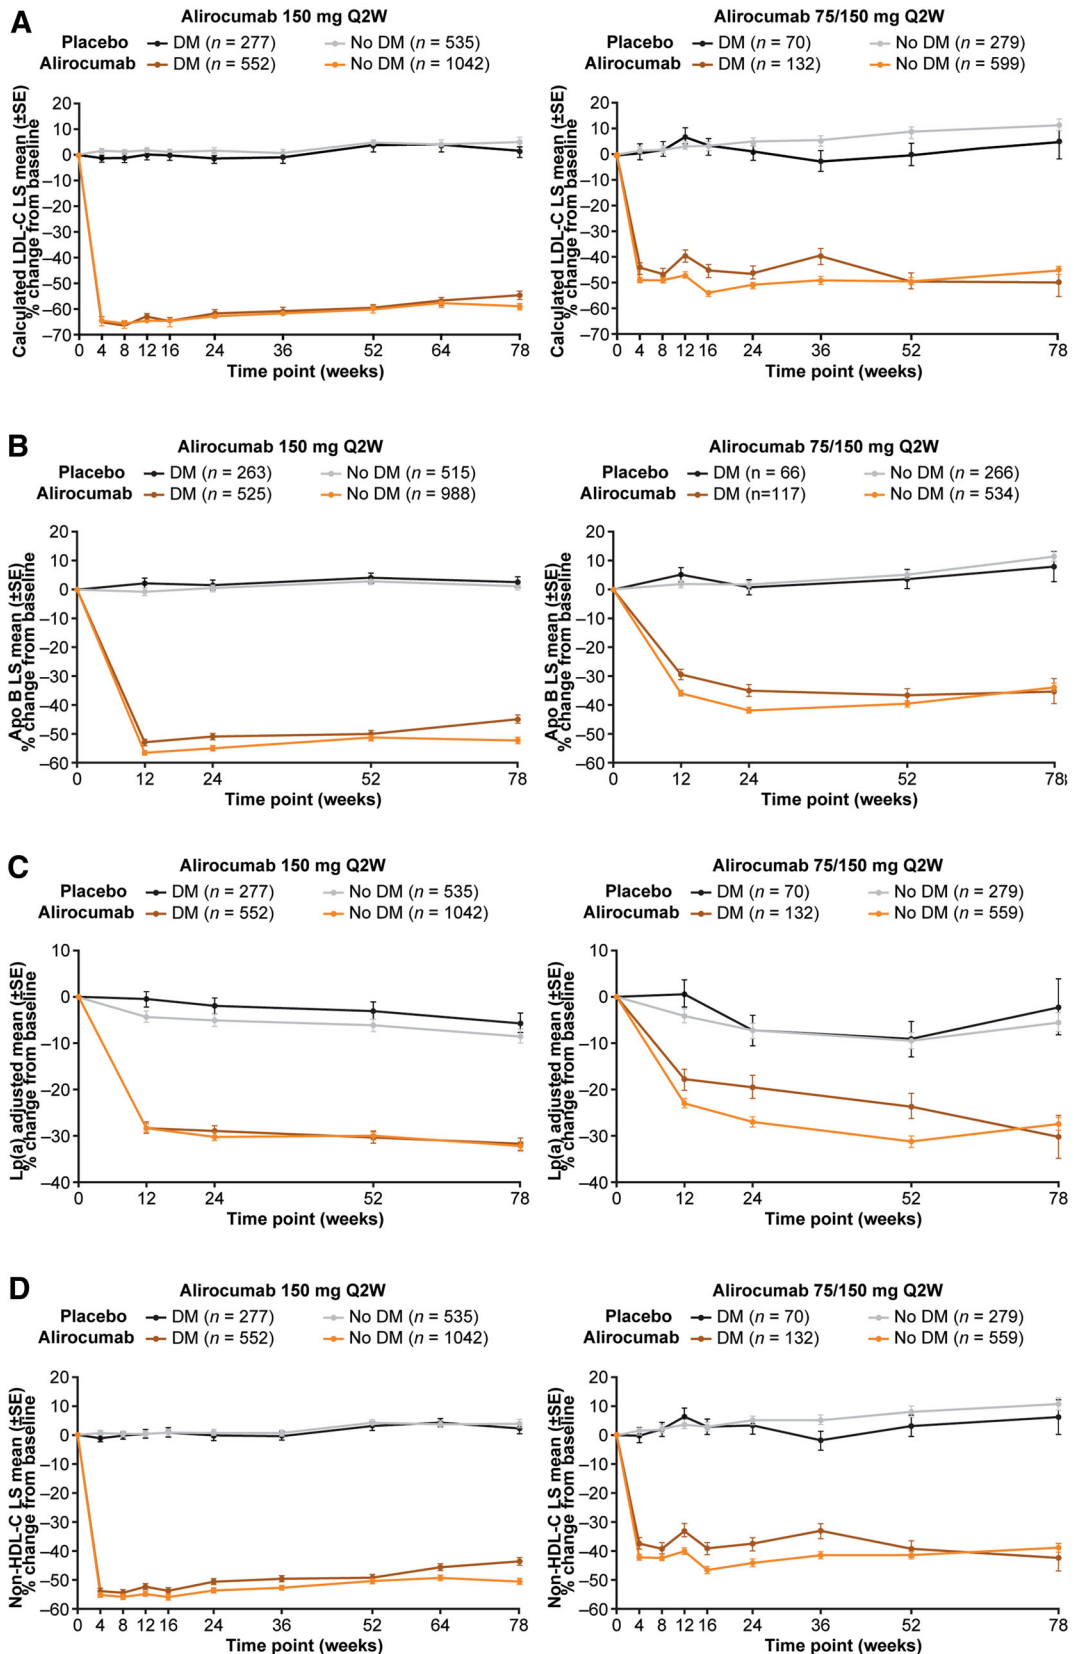 A
Alirocumab 150 mg Q2W
Placebo DM (n = 277) No DM (n = 535)
Alirocumab DM (n = 552) No DM (n = 1042)
Calculated LDL-C LS mean (±SE)
% change from baseline
20
10
0
–10
–20
–30
–40
–50
–60
–70
0 4 8 12 16 24 36 52 64 78
Time point (weeks)
Alirocumab 75/150 mg Q2W
Placebo DM (n = 70) No DM (n = 279)
Alirocumab DM (n = 132) No DM (n = 599)
Calculated LDL-C LS mean (±SE)
% change from baseline
20
10
0
–10
–20
–30
–40
–50
–60
–70
0 4 8 12 16 24 36 52 78
Time point (weeks)
B
Alirocumab 150 mg Q2W
Placebo DM (n = 263) No DM (n = 515)
Alirocumab DM (n = 525) No DM (n = 988)
Apo B LS mean (±SE)
% change from baseline
20
10
0
–10
–20
–30
–40
–50
–60
0 12 24 52 78
Time point (weeks)
Alirocumab 75/150 mg Q2W
Placebo DM (n = 66) No DM (n = 266)
Alirocumab DM (n=117) No DM (n = 534)
Apo B LS mean (±SE)
% change from baseline
20
10
0
–10
–20
–30
–40
–50
–60
0 12 24 52 78
Time point (weeks)
C
Alirocumab 150 mg Q2W
Placebo DM (n = 277) No DM (n = 535)
Alirocumab DM (n = 552) No DM (n = 1042)
Lp(a) adjusted mean (±SE)
% change from baseline
10
0
–10
–20
–30
–40
0 12 24 52 78
Time point (weeks)
Alirocumab 75/150 mg Q2W
Placebo DM (n = 70) No DM (n = 279)
Alirocumab DM (n = 132) No DM (n = 559)
Lp(a) adjusted mean (±SE)
% change from baseline
10
0
–10
–20
–30
–40
0 12 24 52 78
Time point (weeks)
D
Alirocumab 150 mg Q2W
Placebo DM (n = 277) No DM (n = 535)
Alirocumab DM (n = 552) No DM (n = 1042)
Non-HDL-C LS mean (±SE)
% change from baseline
20
10
0
–10
–20
–30
–40
–50
–60
0 4 8 12 16 24 36 52 64 78
Time point (weeks)
Alirocumab 75/150 mg Q2W
Placebo DM (n = 70) No DM (n = 279)
Alirocumab DM (n = 132) No DM (n = 559)
Non-HDL-C LS mean (±SE)
% change from baseline
20
10
0
–10
–20
–30
–40
–50
–60
0 4 8 12 16 24 36 52 78
Time point (weeks)